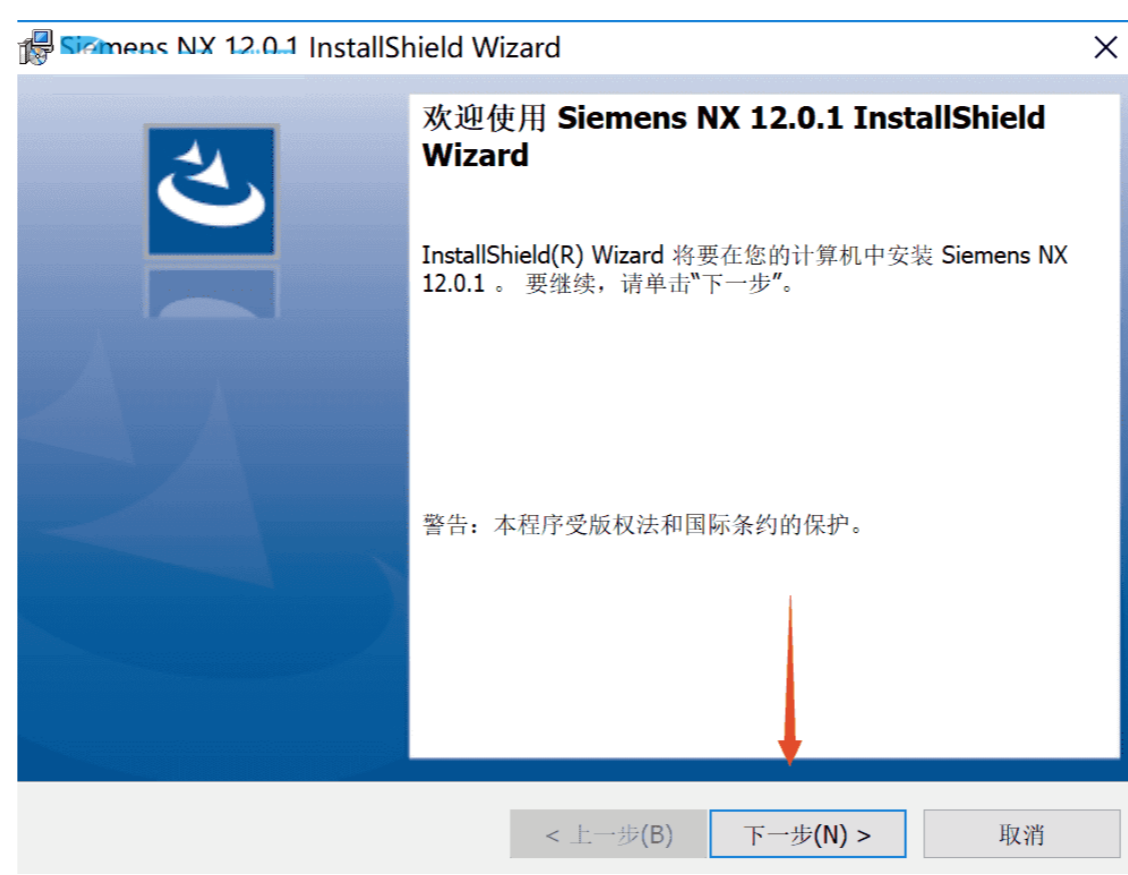 Siemens NX 12.0.1 InstallShield Wizard
欢迎使用 Siemens NX 12.0.1 InstallShield
Wizard
InstallShield(R) Wizard 将要在您的计算机中安装 Siemens NX
12.0.1 。 要继续，请单击“下一步”。
警告：本程序受版权法和国际条约的保护。
< 上一步(B) 下一步(N) > 取消